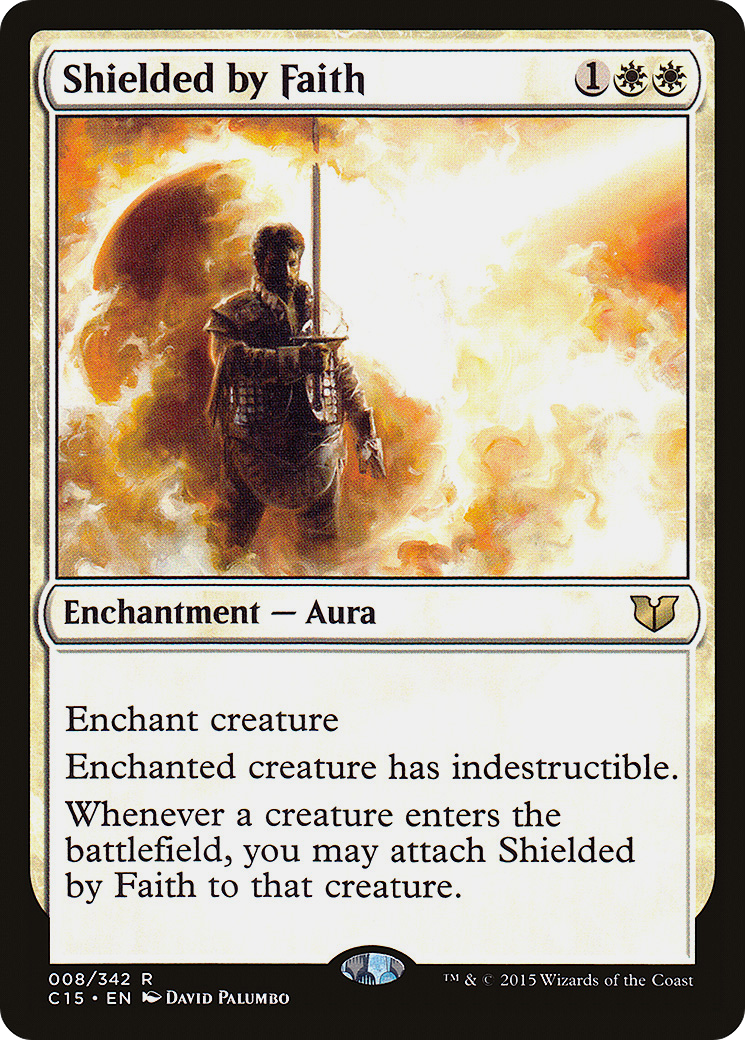 Shielded by Faith 1
Enchantment — Aura
Enchant creature
Enchanted creature has indestructible.
Whenever a creature enters the
battlefield, you may attach Shielded
by Faith to that creature.
008/342 R
C15 • EN David Palumbo
™ & © 2015 Wizards of the Coast